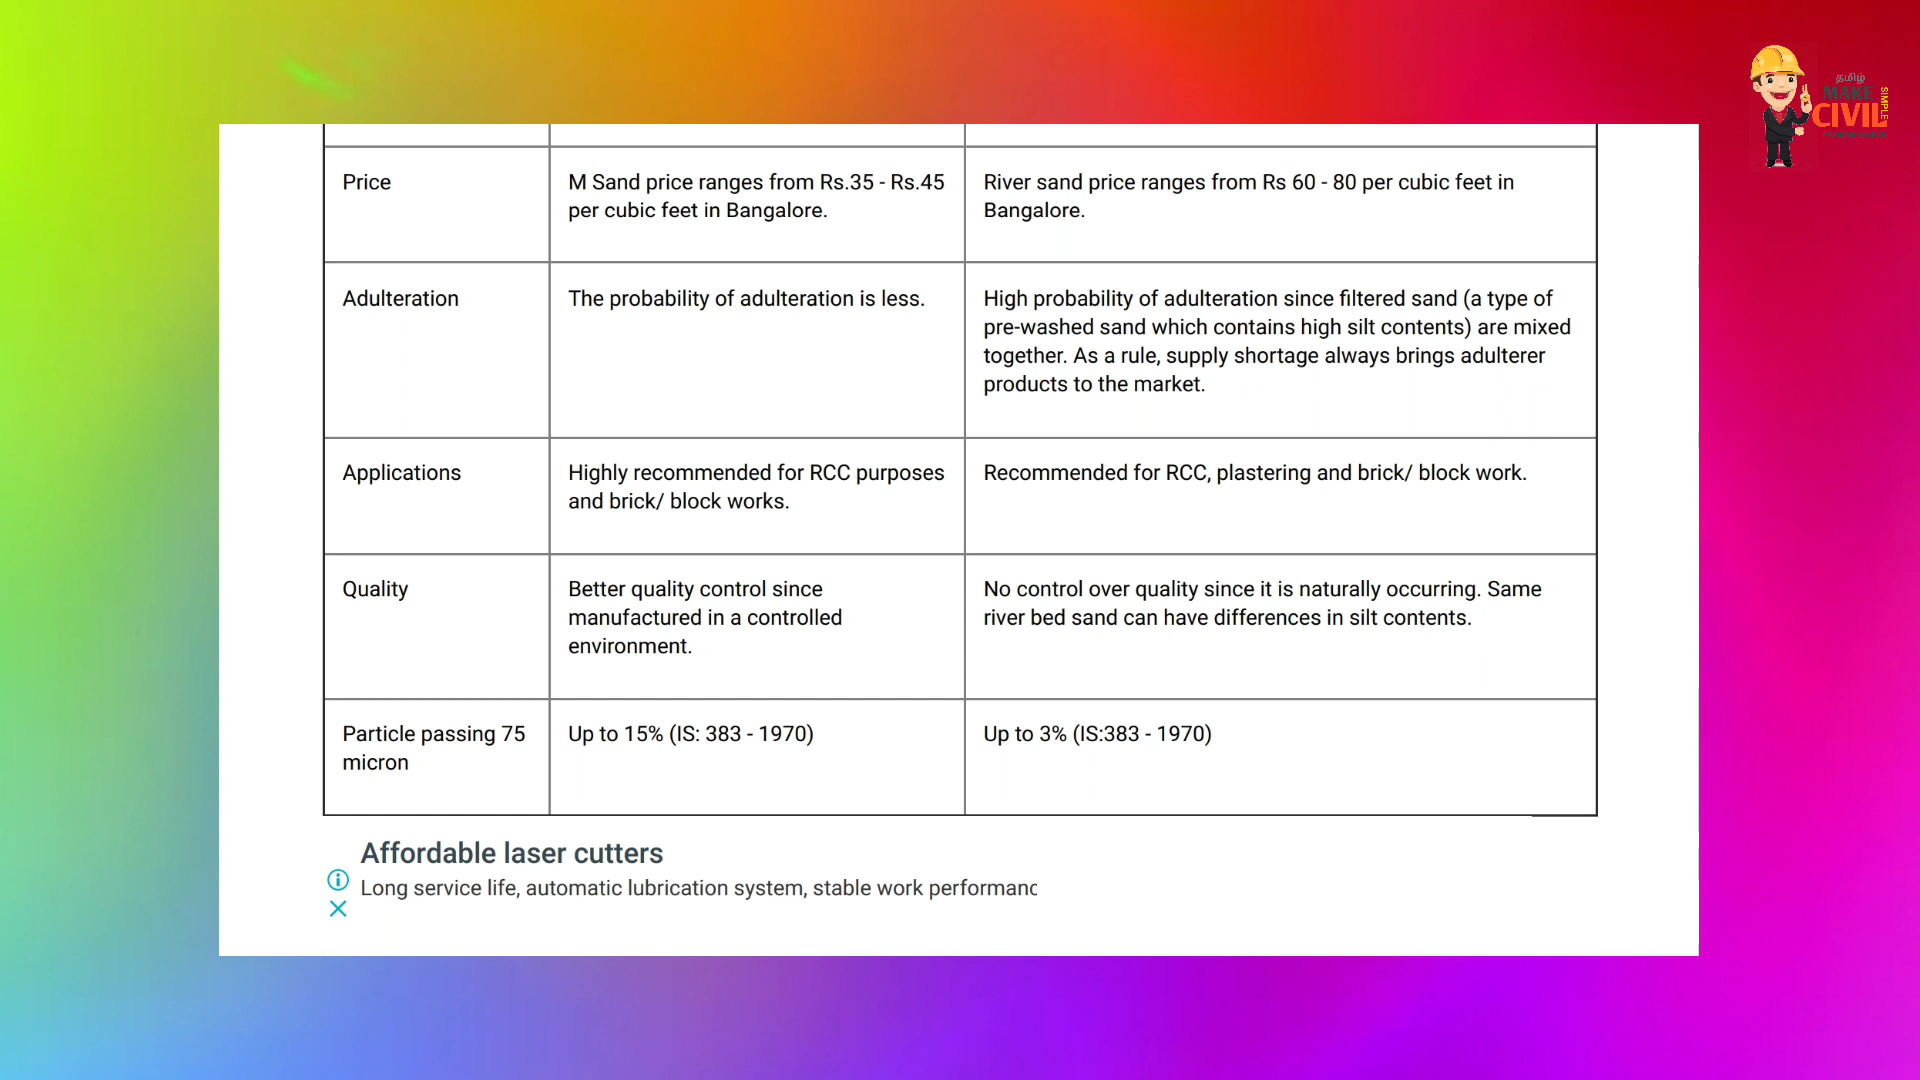 தமிழ்
MAKE
CIVIL
SIMPLE
Price
M Sand price ranges from Rs.35 - Rs.45
per cubic feet in Bangalore.
River sand price ranges from Rs 60 - 80 per cubic feet in
Bangalore.
Adulteration
The probability of adulteration is less.
High probability of adulteration since filtered sand (a type of
pre-washed sand which contains high silt contents) are mixed
together. As a rule, supply shortage always brings adulterer
products to the market.
Applications
Highly recommended for RCC purposes
and brick/ block works.
Recommended for RCC, plastering and brick/ block work.
Quality
Better quality control since
manufactured in a controlled
environment.
No control over quality since it is naturally occurring. Same
river bed sand can have differences in silt contents.
Particle passing 75
micron
Up to 15% (IS: 383 - 1970)
Up to 3% (IS:383 - 1970)
Affordable laser cutters
Long service life, automatic lubrication system, stable work performanc